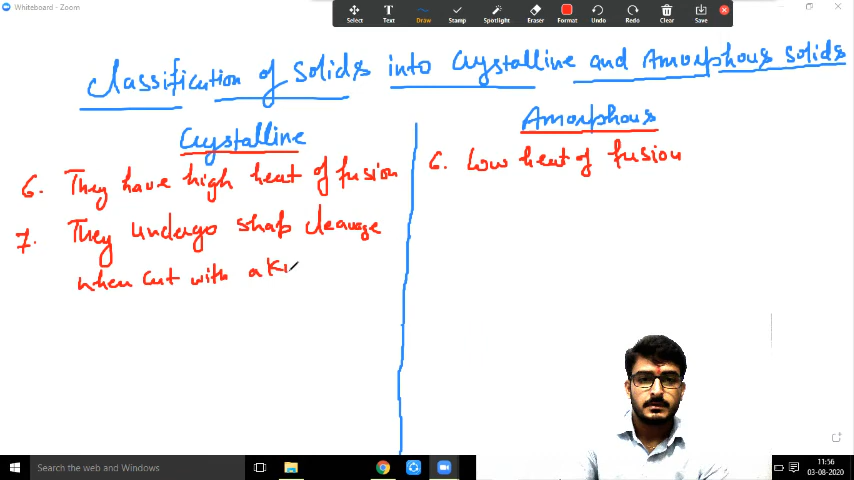 Whiteboard - Zoom
Select
Text
Draw
Stamp
Spotlight
Eraser
Format
Undo
Redo
Clear
Save
Classification of Solids into Crystalline and Amorphous solids
Crystalline
Amorphous
6. They have high heat of fusion
6. Low heat of fusion
7. They undergo shap cleavage
when cut with a Kni
Search the web and Windows
11:56
03-08-2020